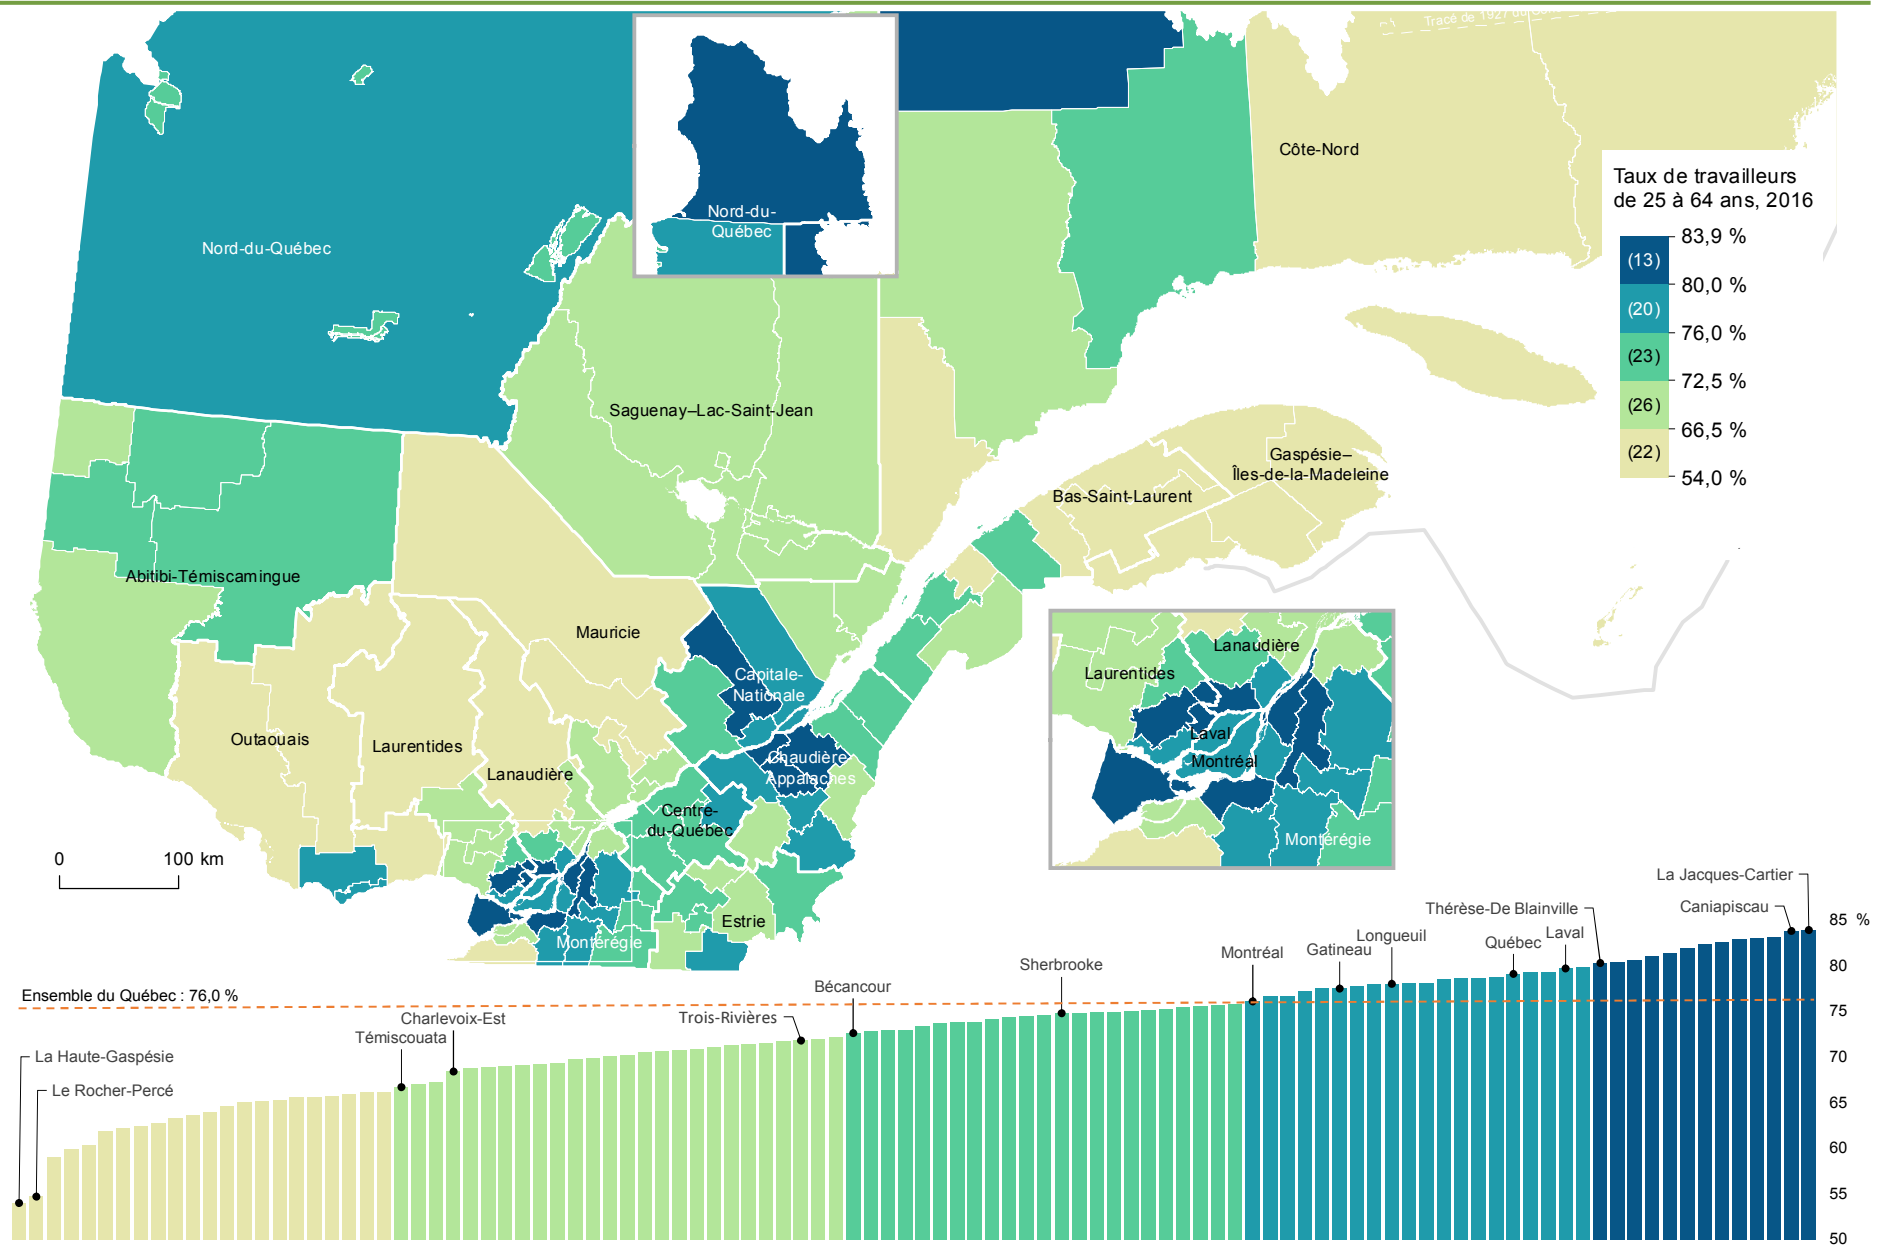 Tracé de 1927 du
Côte-Nord
Nord-du-Québec
Nord-du-
Québec
Taux de travailleurs
de 25 à 64 ans, 2016
83,9 %
(13)
80,0 %
(20)
76,0 %
(23)
72,5 %
(26)
66,5 %
(22)
54,0 %
Saguenay–Lac-Saint-Jean
Gaspésie–
Îles-de-la-Madeleine
Bas-Saint-Laurent
Abitibi-Témiscamingue
Mauricie
Capitale-
Nationale
Outaouais
Laurentides
Lanaudière
Chaudière-
Appalaches
Centre-
du-Québec
Estrie
Montérégie
0 100 km
Lanaudière
Laurentides
Laval
Montréal
Montérégie
La Jacques-Cartier
Caniapiscau
Thérèse-De Blainville
Laval
Québec
Longueuil
Gatineau
Montréal
Sherbrooke
Bécancour
Trois-Rivières
Charlevoix-Est
Témiscouata
Ensemble du Québec : 76,0 %
La Haute-Gaspésie
Le Rocher-Percé
85 %
80
75
70
65
60
55
50